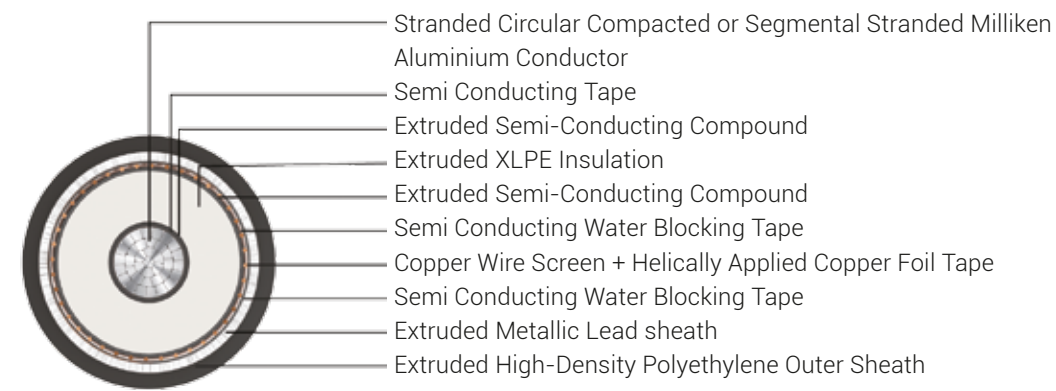 Stranded Circular Compacted or Segmental Stranded Milliken
Aluminium Conductor
Semi Conducting Tape
Extruded Semi-Conducting Compound
Extruded XLPE Insulation
Extruded Semi-Conducting Compound
Semi Conducting Water Blocking Tape
Copper Wire Screen + Helically Applied Copper Foil Tape
Semi Conducting Water Blocking Tape
Extruded Metallic Lead sheath
Extruded High-Density Polyethylene Outer Sheath